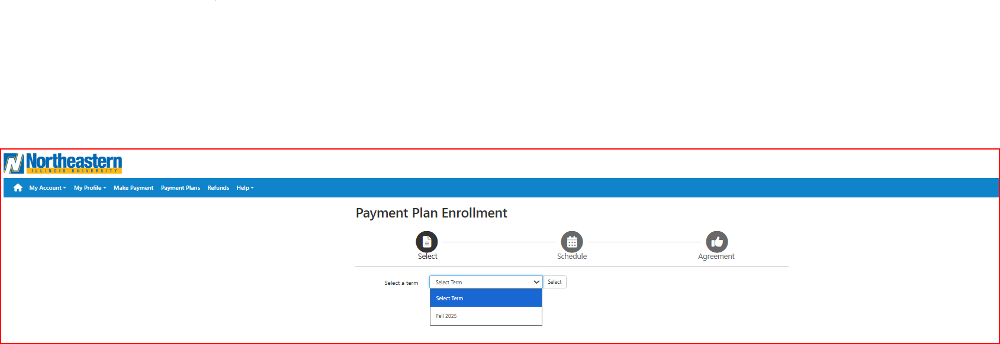 Northeastern
ILLINOIS UNIVERSITY
My Account My Profile Make Payment Payment Plans Refunds Help
Payment Plan Enrollment
Select Schedule Agreement
Select a term Select Term Select
Select Term
Fall 2025